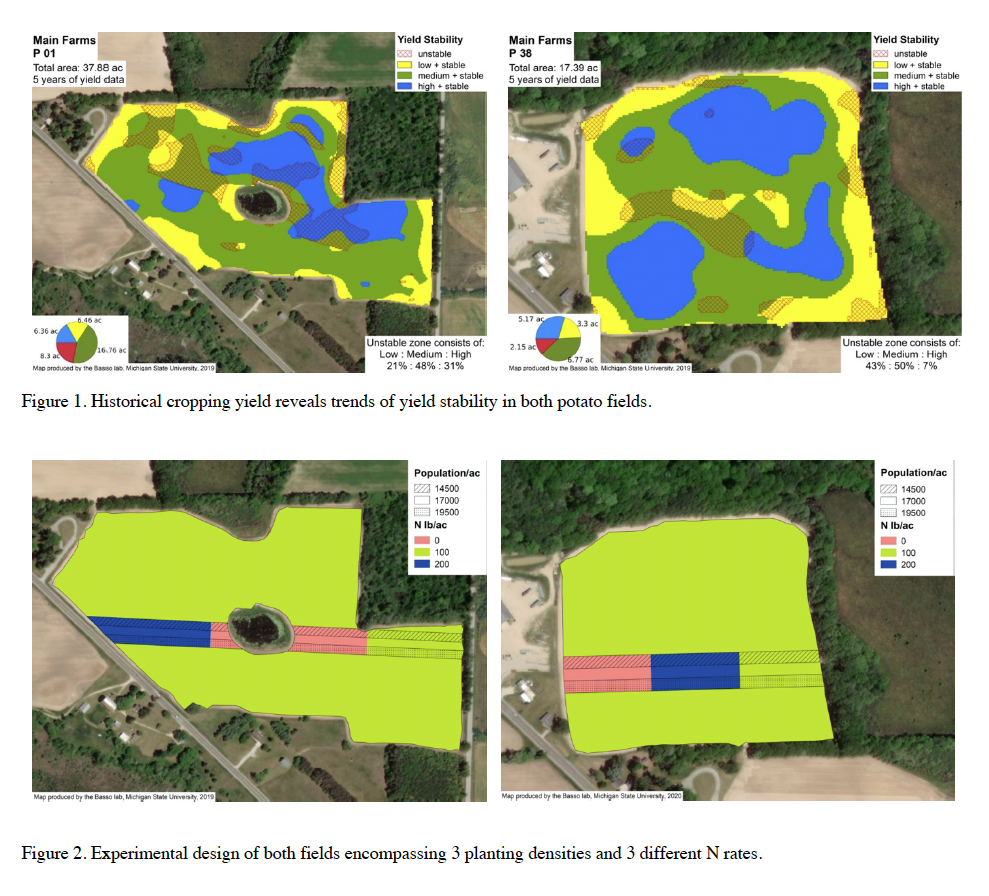 Main Farms
P 01
Total area: 37.88 ac
5 years of yield data
Yield Stability
unstable
low + stable
medium + stable
high + stable
6.46 ac
6.36 ac
16.76 ac
8.3 ac
Unstable zone consists of:
Low : Medium : High
21% : 48% : 31%
Map produced by the Basso lab, Michigan State University, 2019
Main Farms
P 38
Total area: 17.39 ac
5 years of yield data
Yield Stability
unstable
low + stable
medium + stable
high + stable
5.17 ac
3.3 ac
2.15 ac
6.77 ac
Unstable zone consists of:
Low : Medium : High
43% : 50% : 7%
Map produced by the Basso lab, Michigan State University, 2019
Figure 1. Historical cropping yield reveals trends of yield stability in both potato fields.
Population/ac
14500
17000
19500
N lb/ac
0
100
200
Map produced by the Basso lab, Michigan State University, 2019
Population/ac
14500
17000
19500
N lb/ac
0
100
200
Map produced by the Basso lab, Michigan State University, 2020
Figure 2. Experimental design of both fields encompassing 3 planting densities and 3 different N rates.